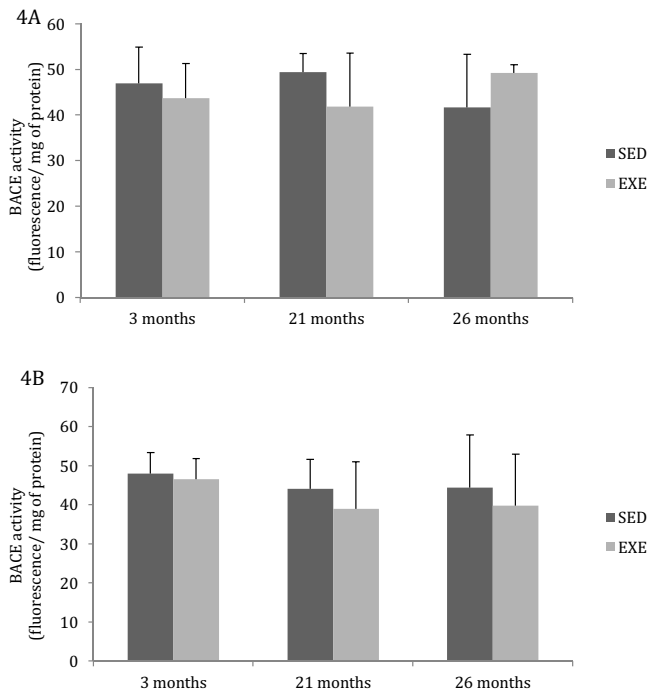 4A
60
50
40
30
20
10
0
BACE activity
(fluorescence/ mg of protein)
3 months
21 months
26 months
SED
EXE
4B
70
60
50
40
30
20
10
0
BACE activity
(fluorescence/ mg of protein)
3 months
21 months
26 months
SED
EXE